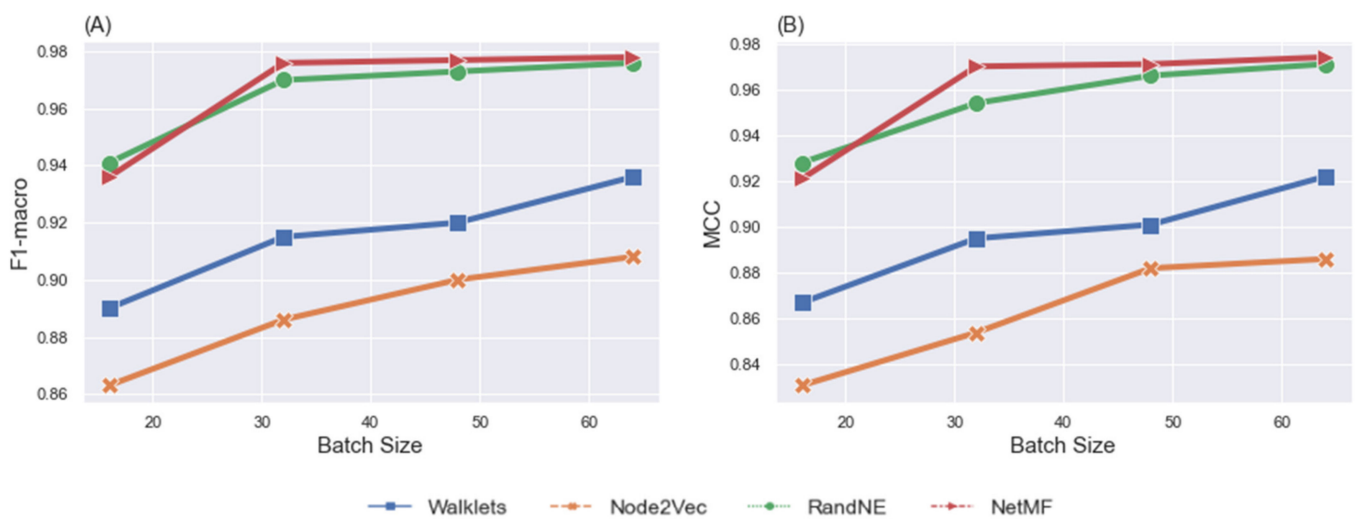 (A)
0.98
0.96
0.94
0.92
0.90
0.88
0.86
F1-macro
20 30 40 50 60
Batch Size
(B)
0.98
0.96
0.94
0.92
0.90
0.88
0.86
0.84
MCC
20 30 40 50 60
Batch Size
Walklets Node2Vec RandNE NetMF